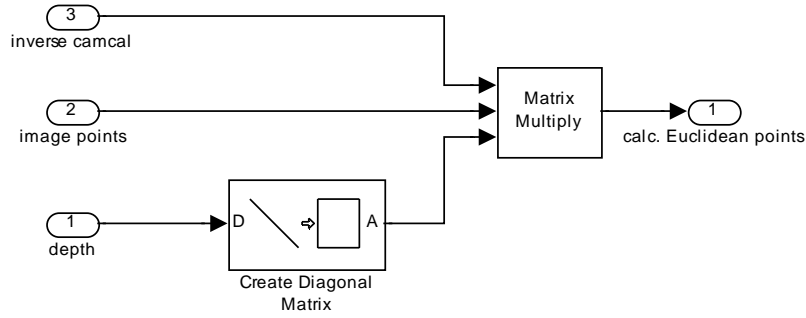 3
inverse camcal
2
image points
Matrix
Multiply
1
calc. Euclidean points
1
depth
D
A
Create Diagonal
Matrix